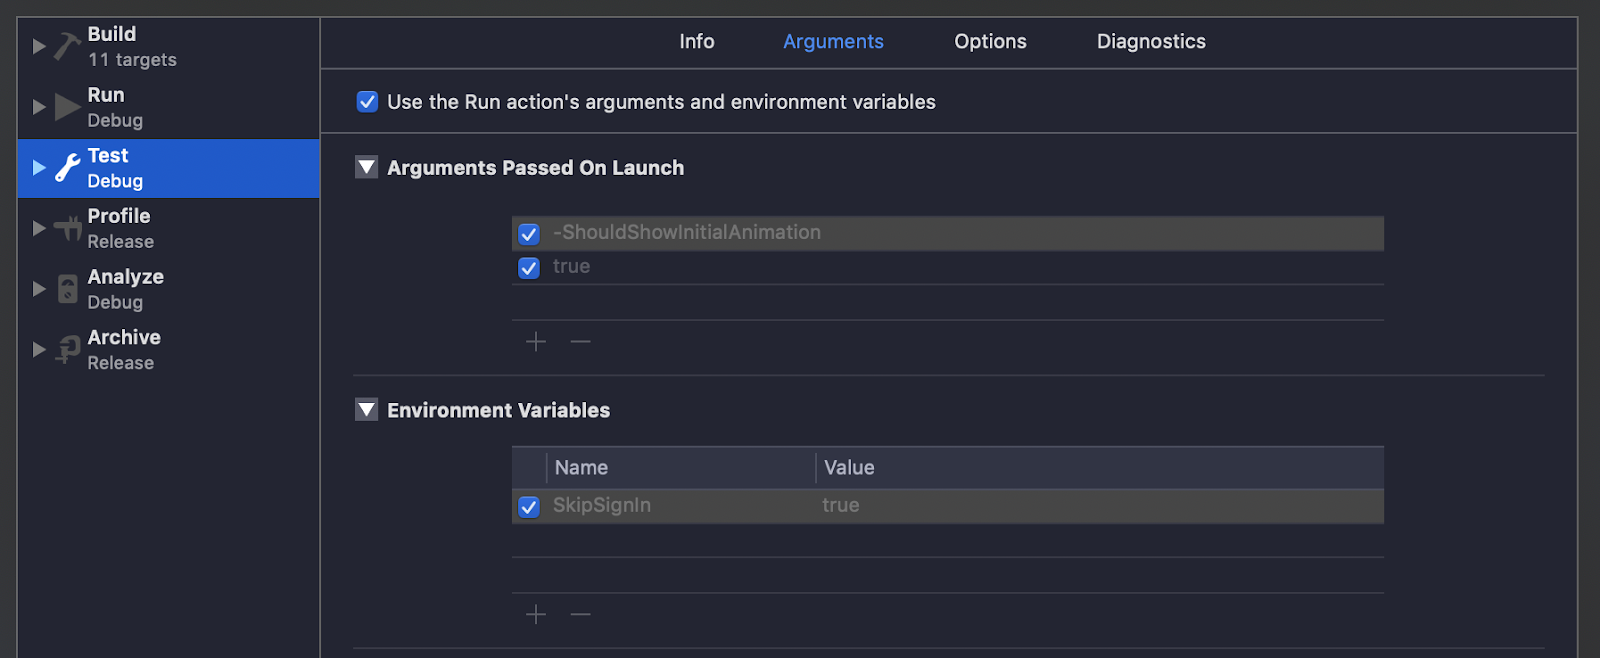 Build
11 targets
Run
Debug
Test
Debug
Profile
Release
Analyze
Debug
Archive
Release
Info Arguments Options Diagnostics
Use the Run action's arguments and environment variables
Arguments Passed On Launch
-ShouldShowInitialAnimation
true
Environment Variables
Name Value
SkipSignIn true